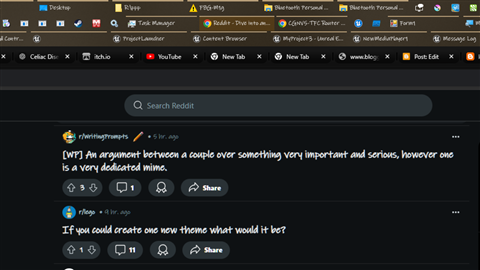 Desktop
Rippp
FBG-Mtg
Bluetooth Personal ...
Bluetooth Personal ...
Task Manager
Reddit - Dive into an...
CGNV5-TFC Router ...
Form1
ProjectLauncher
Content Browser
MyProject3 - Unreal E...
NewMediaPlayer1
Message Log
Celiac Dis
itch.io
YouTube
New Tab
New Tab
www.blog
Post: Edit
Search Reddit
r/WritingPrompts • 5 hr. ago
[WP] An argument between a couple over something very important and serious, however one
is a very dedicated mime.
3 1 Share
r/lego • 9 hr. ago
If you could create one new theme what would it be?
1 11 Share